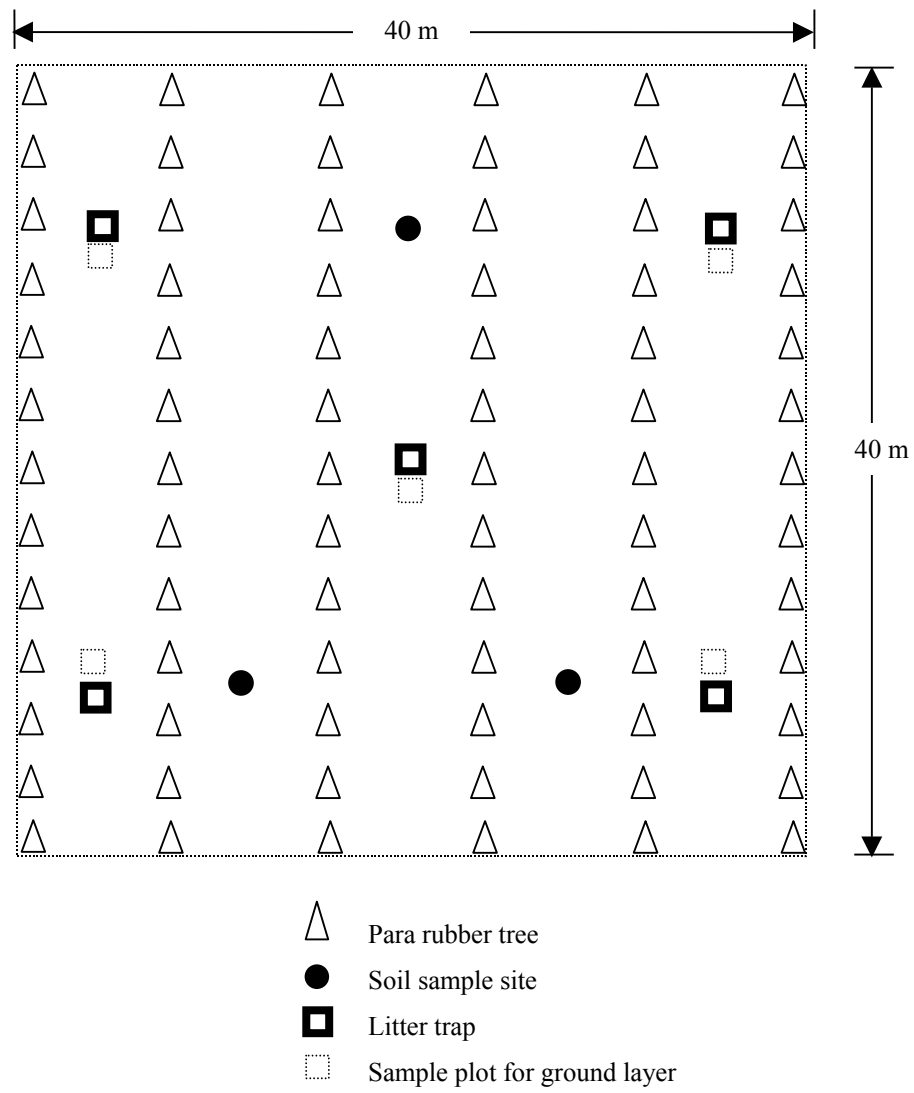 40 m
40 m
Para rubber tree
Soil sample site
Litter trap
Sample plot for ground layer